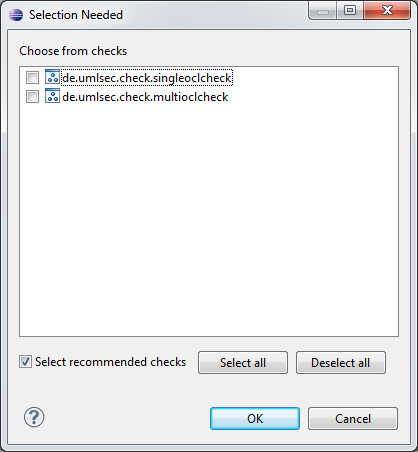 Selection Needed
Choose from checks
de.umlsec.check.singleoclcheck
de.umlsec.check.multioclcheck
Select recommended checks
Select all
Deselect all
?
OK
Cancel